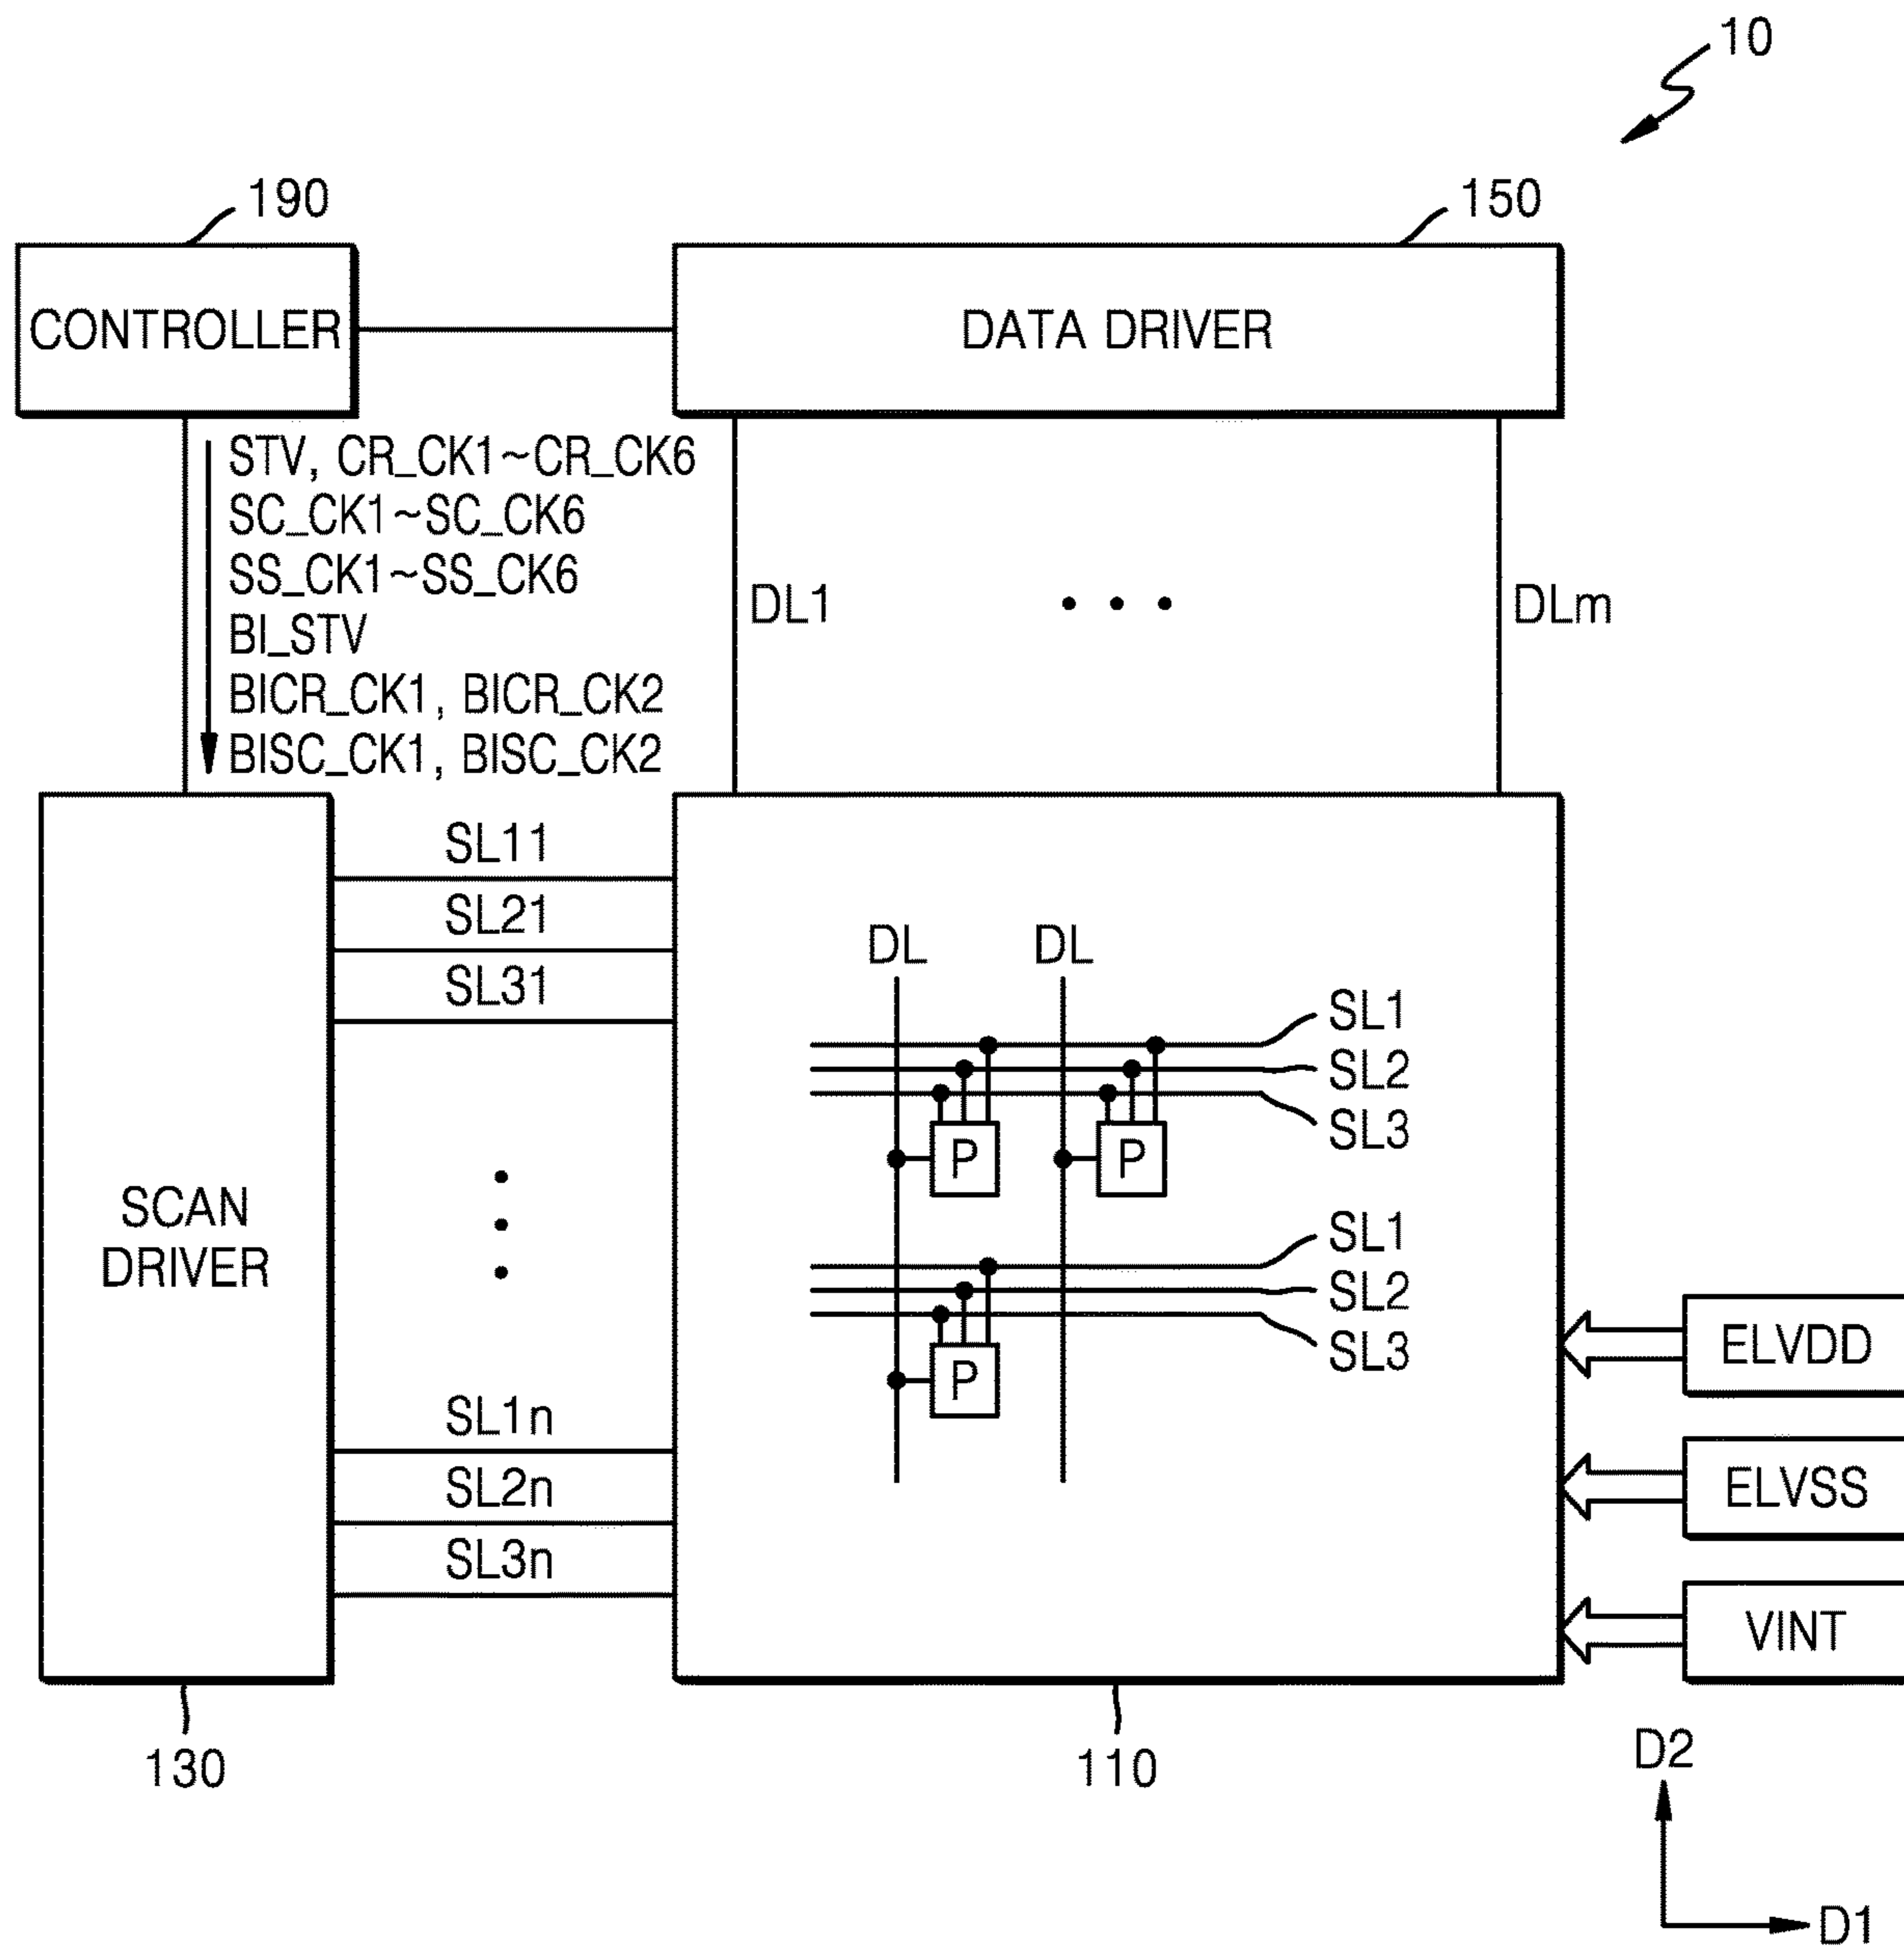 10
190
150
CONTROLLER
DATA DRIVER
STV, CR_CK1~CR_CK6
SC_CK1~SC_CK6
SS_CK1~SS_CK6
BI_STV
BICR_CK1, BICR_CK2
BISC_CK1, BISC_CK2
DL1
DLm
SL11
SL21
SL31
DL DL
SL1
SL2
SL3
P P
SCAN
DRIVER
SL1
SL2
SL3
P
SL1n
SL2n
SL3n
ELVDD
ELVSS
VINT
130
110
D2
D1